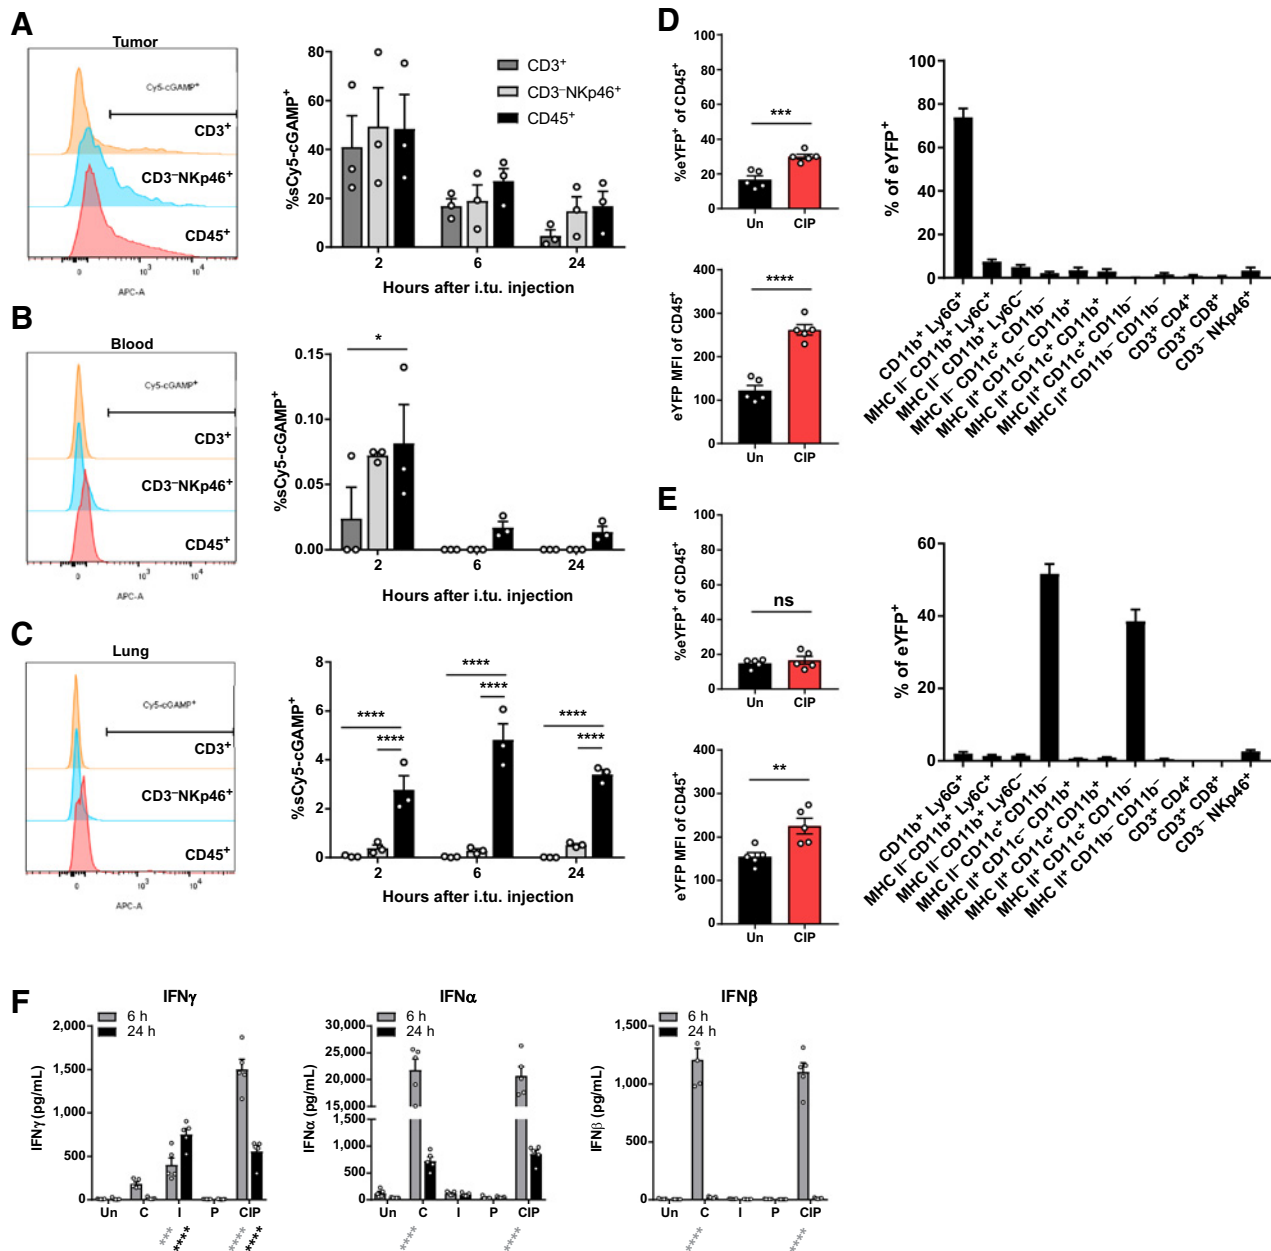 A
Tumor
Cy5-cGAMP+
CD3+
CD3–NKp46+
CD45+
0
10³
10⁴
APC-A
%sCy5-cGAMP+
80
60
40
20
0
CD3+
CD3–NKp46+
CD45+
2
6
24
Hours after i.tu. injection
B
Blood
Cy5-cGAMP+
CD3+
CD3–NKp46+
CD45+
0
10³
10⁴
APC-A
%sCy5-cGAMP+
0.15
0.10
0.05
0.00
*
2
6
24
Hours after i.tu. injection
C
Lung
Cy5-cGAMP+
CD3+
CD3–NKp46+
CD45+
0
10³
10⁴
APC-A
%sCy5-cGAMP+
8
6
4
2
0
****
****
****
****
****
****
2
6
24
Hours after i.tu. injection
D
%eYFP+ of CD45+
100
80
60
40
20
0
***
Un
CIP
eYFP MFI of CD45+
400
300
200
100
0
****
Un
CIP
% of eYFP+
100
80
60
40
20
0
CD11b+ Ly6G+
MHC II– CD11b+ Ly6C+
MHC II– CD11b+ Ly6C–
MHC II– CD11c+ CD11b–
MHC II+ CD11c– CD11b+
MHC II+ CD11c+ CD11b+
MHC II+ CD11c+ CD11b–
MHC II+ CD11b– CD11b–
CD3+ CD4+
CD3+ CD8+
CD3– NKp46+
E
%eYFP+ of CD45+
100
80
60
40
20
0
ns
Un
CIP
eYFP MFI of CD45+
400
300
200
100
0
**
Un
CIP
% of eYFP+
60
40
20
0
CD11b+ Ly6G+
MHC II– CD11b+ Ly6C+
MHC II– CD11b+ Ly6C–
MHC II– CD11c+ CD11b–
MHC II+ CD11c– CD11b+
MHC II+ CD11c+ CD11b+
MHC II+ CD11c+ CD11b–
MHC II+ CD11b– CD11b–
CD3+ CD4+
CD3+ CD8+
CD3– NKp46+
F
IFNγ
6 h
24 h
IFNγ (pg/mL)
2,000
1,500
1,000
500
0
Un
C
I
P
CIP
***
****
****
****
IFNα
6 h
24 h
IFNα (pg/mL)
30,000
25,000
20,000
15,000
1,500
1,000
500
0
Un
C
I
P
CIP
****
****
IFNβ
6 h
24 h
IFNβ (pg/mL)
1,500
1,000
500
0
Un
C
I
P
CIP
****
****